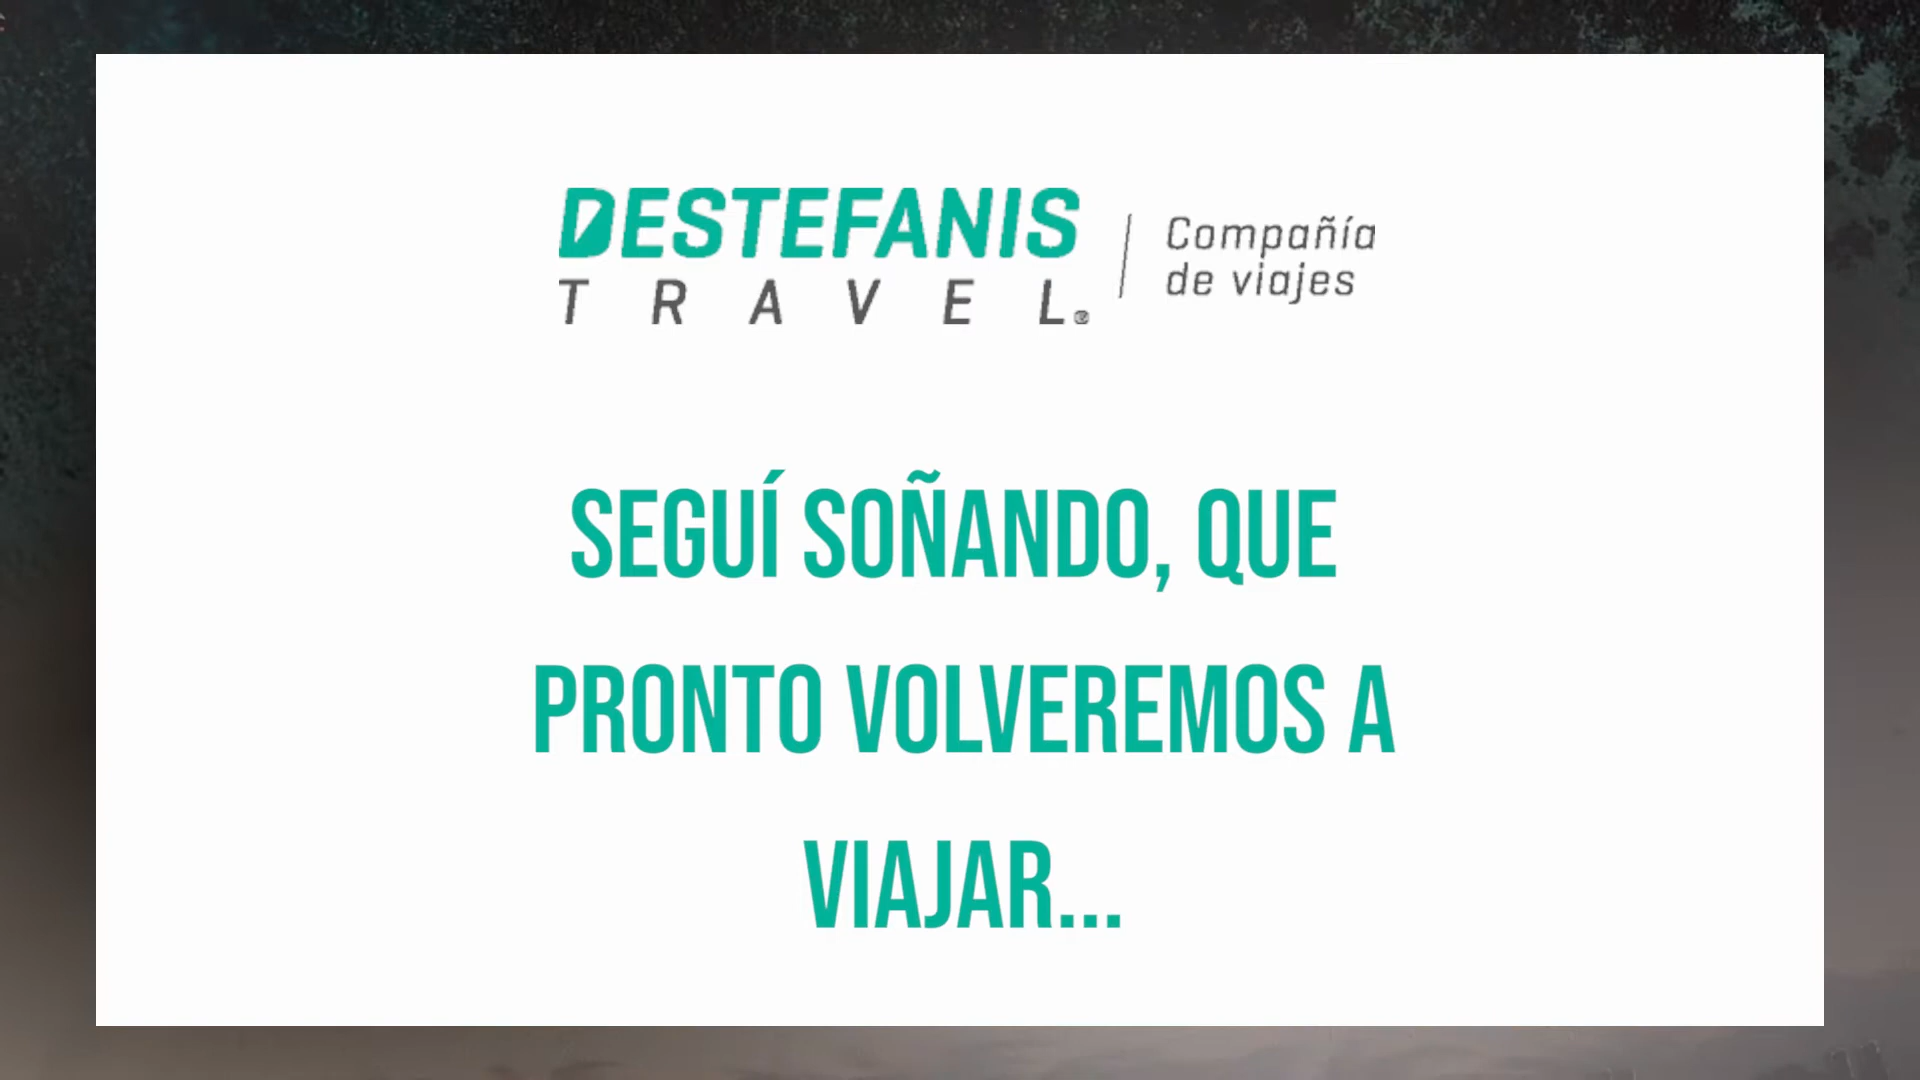 DESTEFANIS
TRAVEL®
Compañía
de viajes
SEGUÍ SOÑANDO, QUE
PRONTO VOLVEREMOS A
VIAJAR...